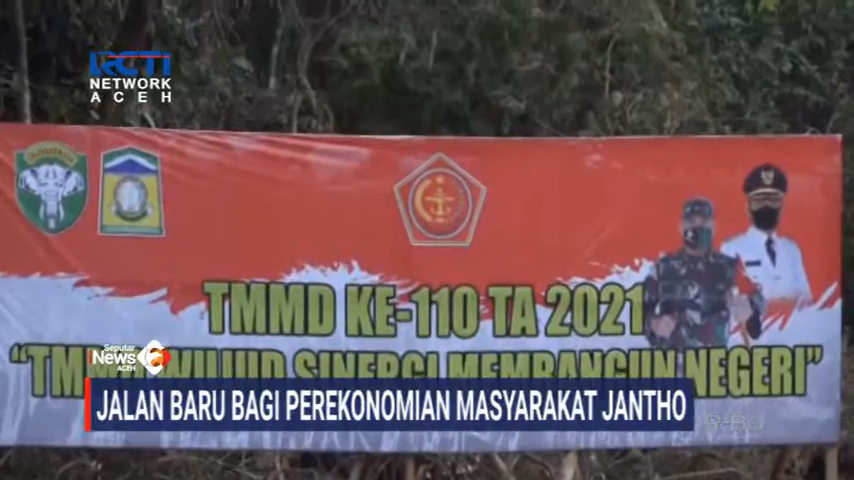 RCTI
NETWORK
ACEH
TMMD KE-110 TA 2021
WUJUD SINERGI MEMBANGUN NEGERI"
Seputar
News
ACEH
JALAN BARU BAGI PEREKONOMIAN MASYARAKAT JANTHO